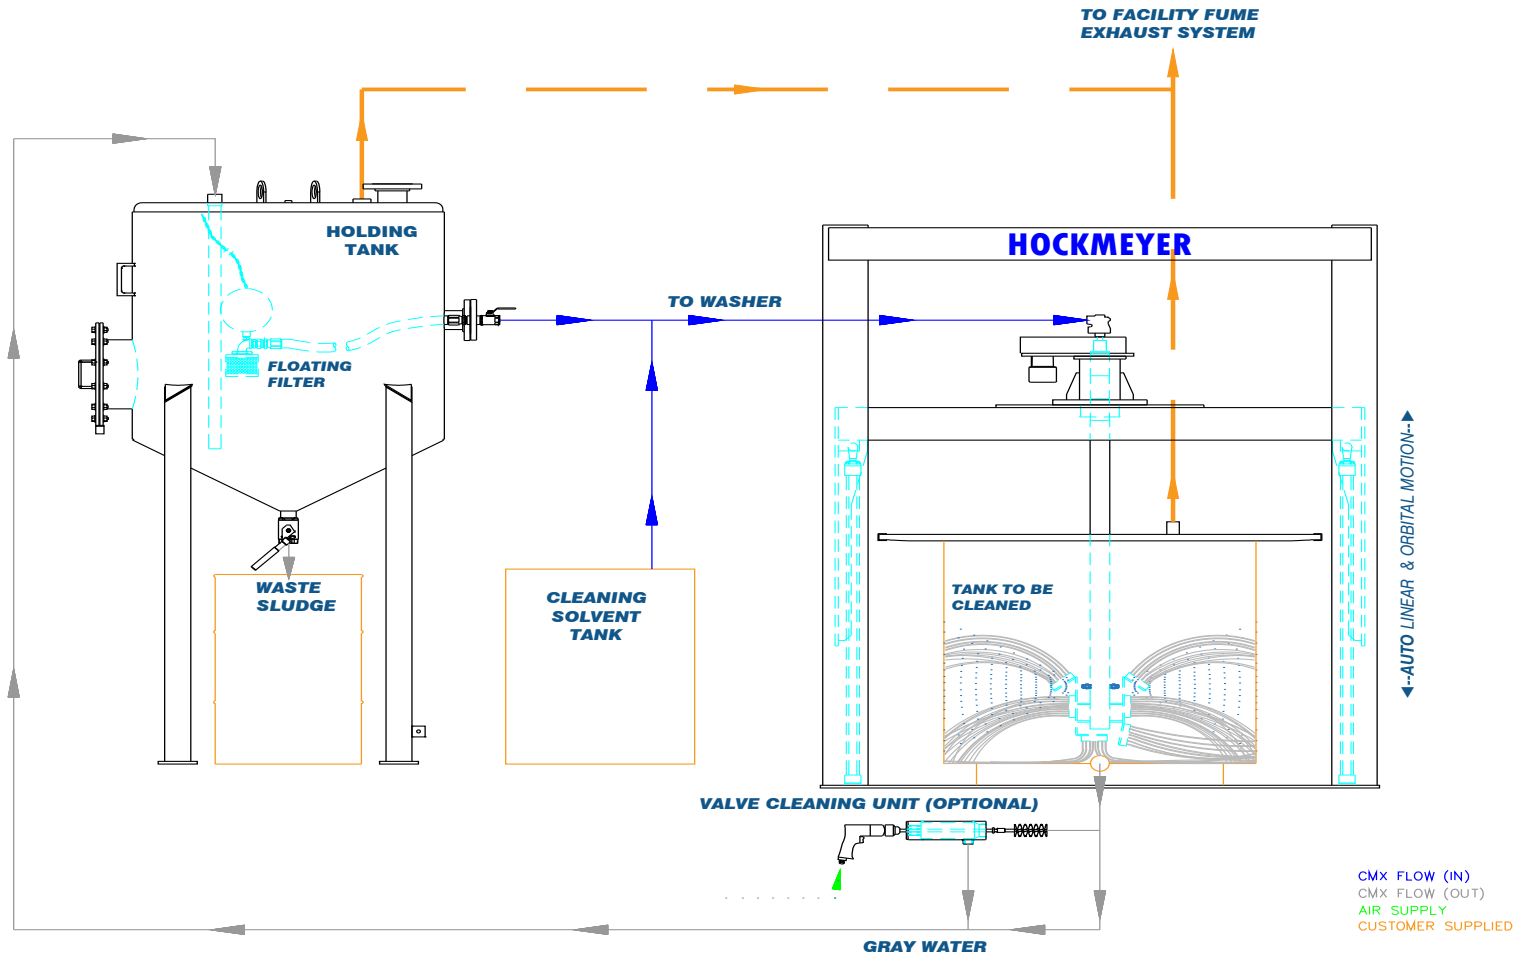 TO FACILITY FUME
EXHAUST SYSTEM
HOLDING
TANK
HOCKMEYER
TO WASHER
FLOATING
FILTER
◄--AUTO LINEAR & ORBITAL MOTION--►
WASTE
SLUDGE
CLEANING
SOLVENT
TANK
TANK TO BE
CLEANED
VALVE CLEANING UNIT (OPTIONAL)
GRAY WATER
CMX FLOW (IN)
CMX FLOW (OUT)
AIR SUPPLY
CUSTOMER SUPPLIED